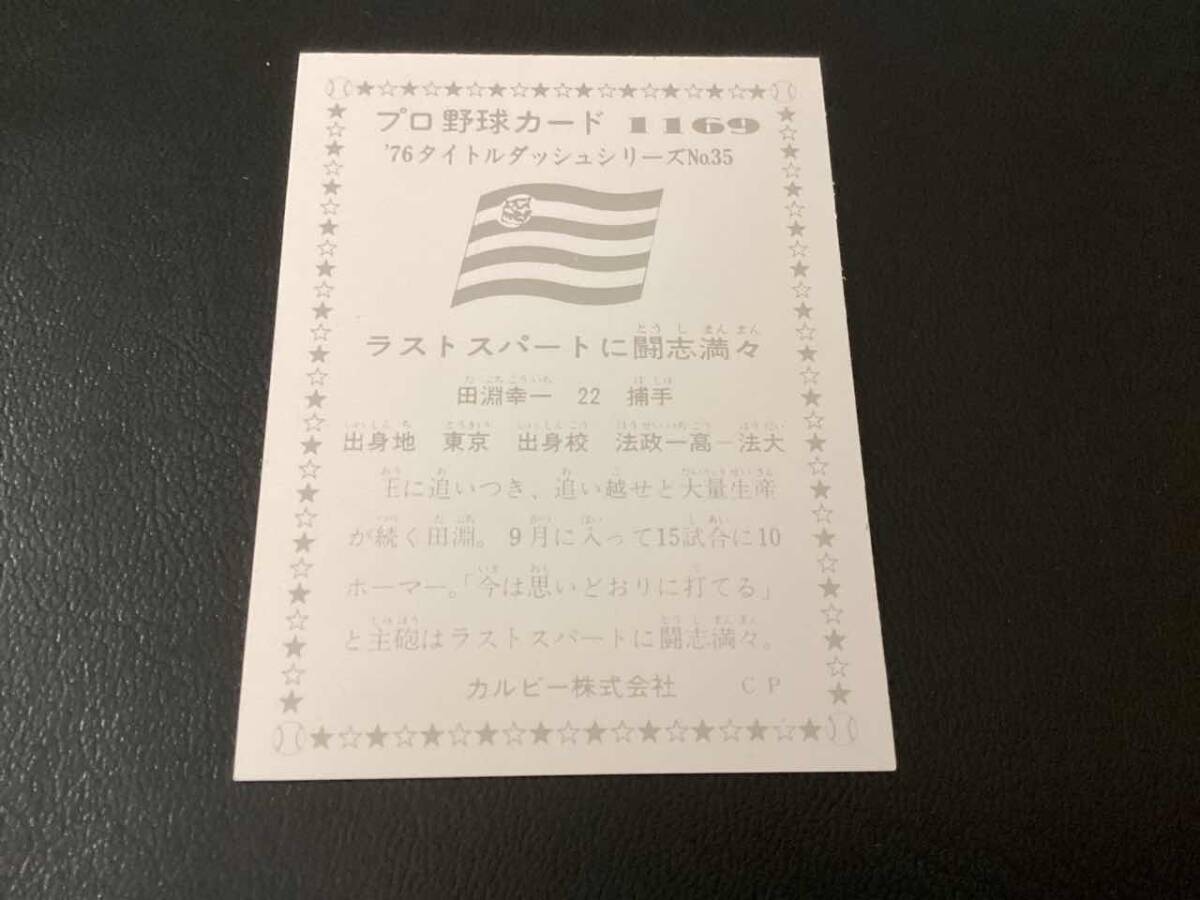 プロ野球カード 1169
'76タイトルダッシュシリーズNo.35
ラストスパートに闘志満々
田淵幸一 22 捕手
出身地 東京 出身校 法政一高－法大
王に追いつき、追い越せと大量生産
が続く田淵。9月に入って15試合に10
ホーマー。「今は思いどおりに打てる」
と主砲はラストスパートに闘志満々。
カルビー株式会社 CP